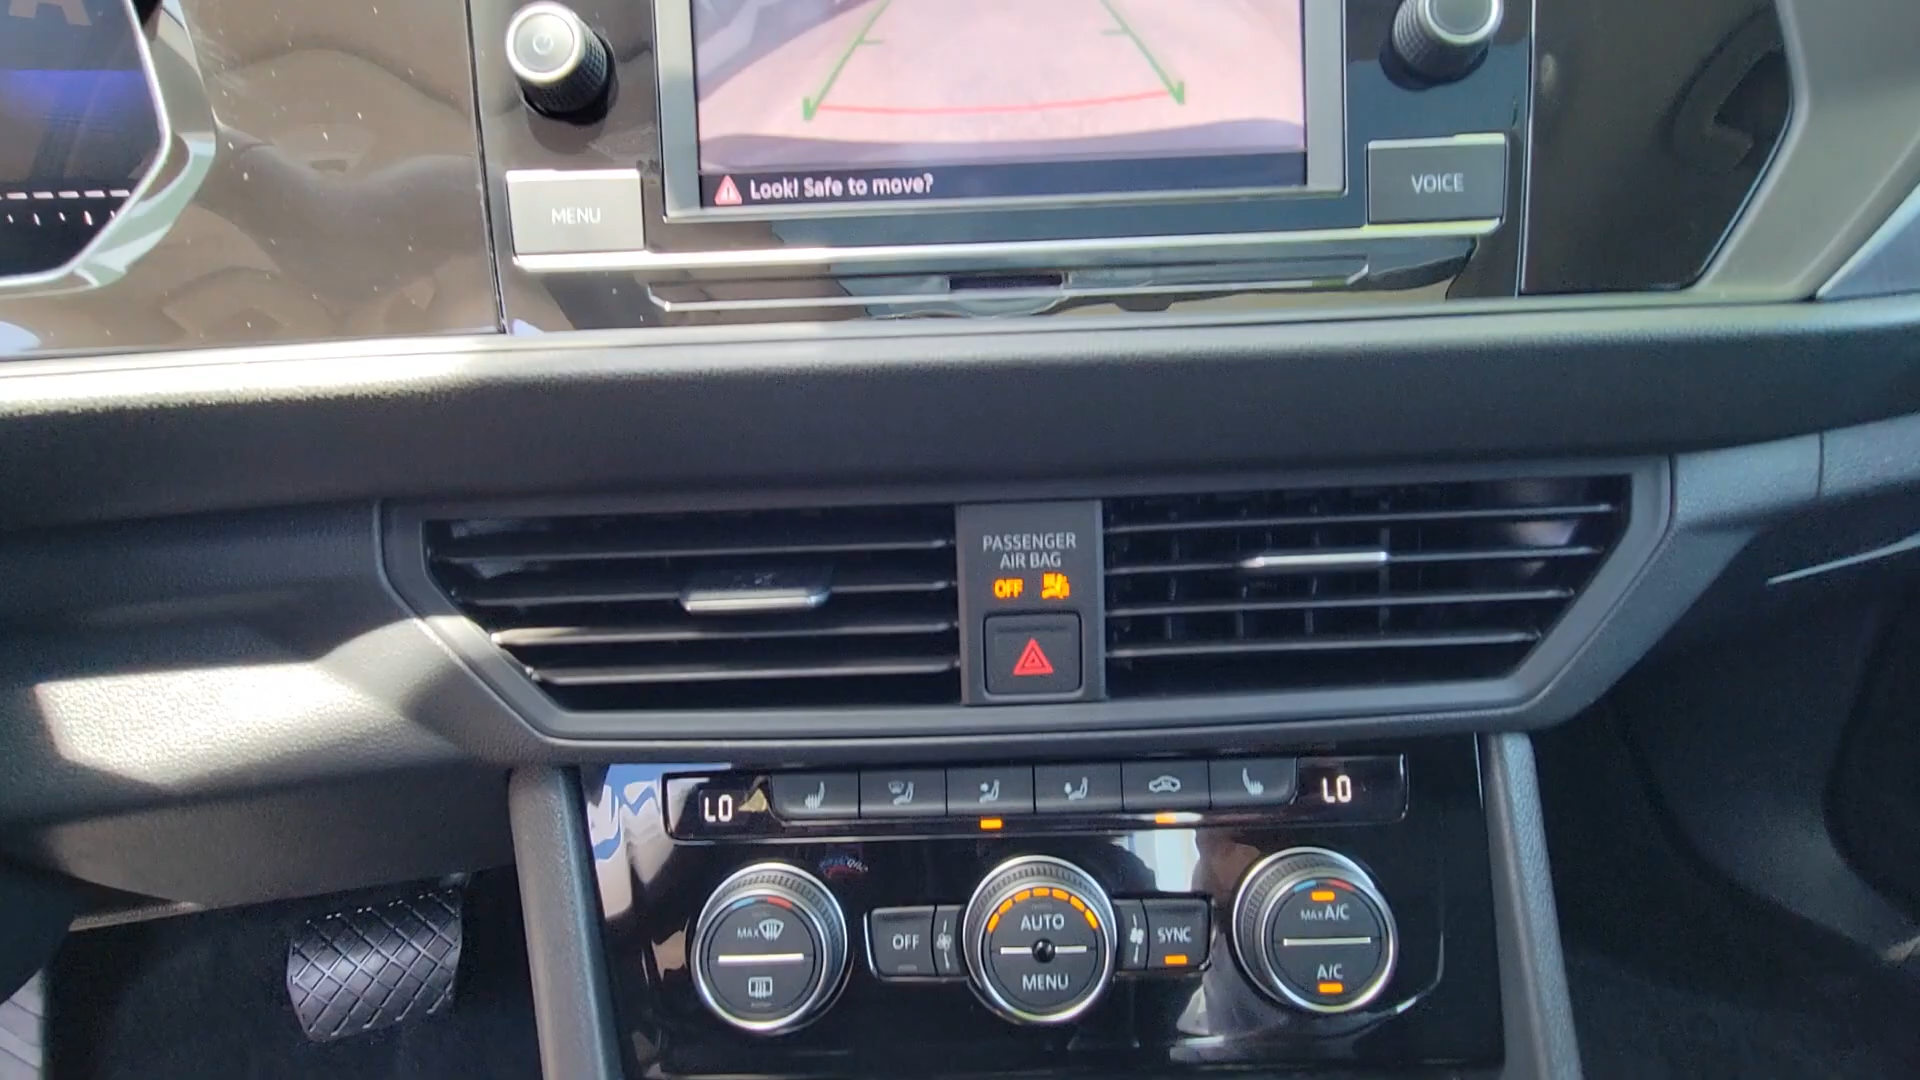 MENU
Look! Safe to move?
VOICE
PASSENGER
AIR BAG
OFF
LO
LO
MAX
OFF
AUTO
MENU
SYNC
MAX A/C
A/C